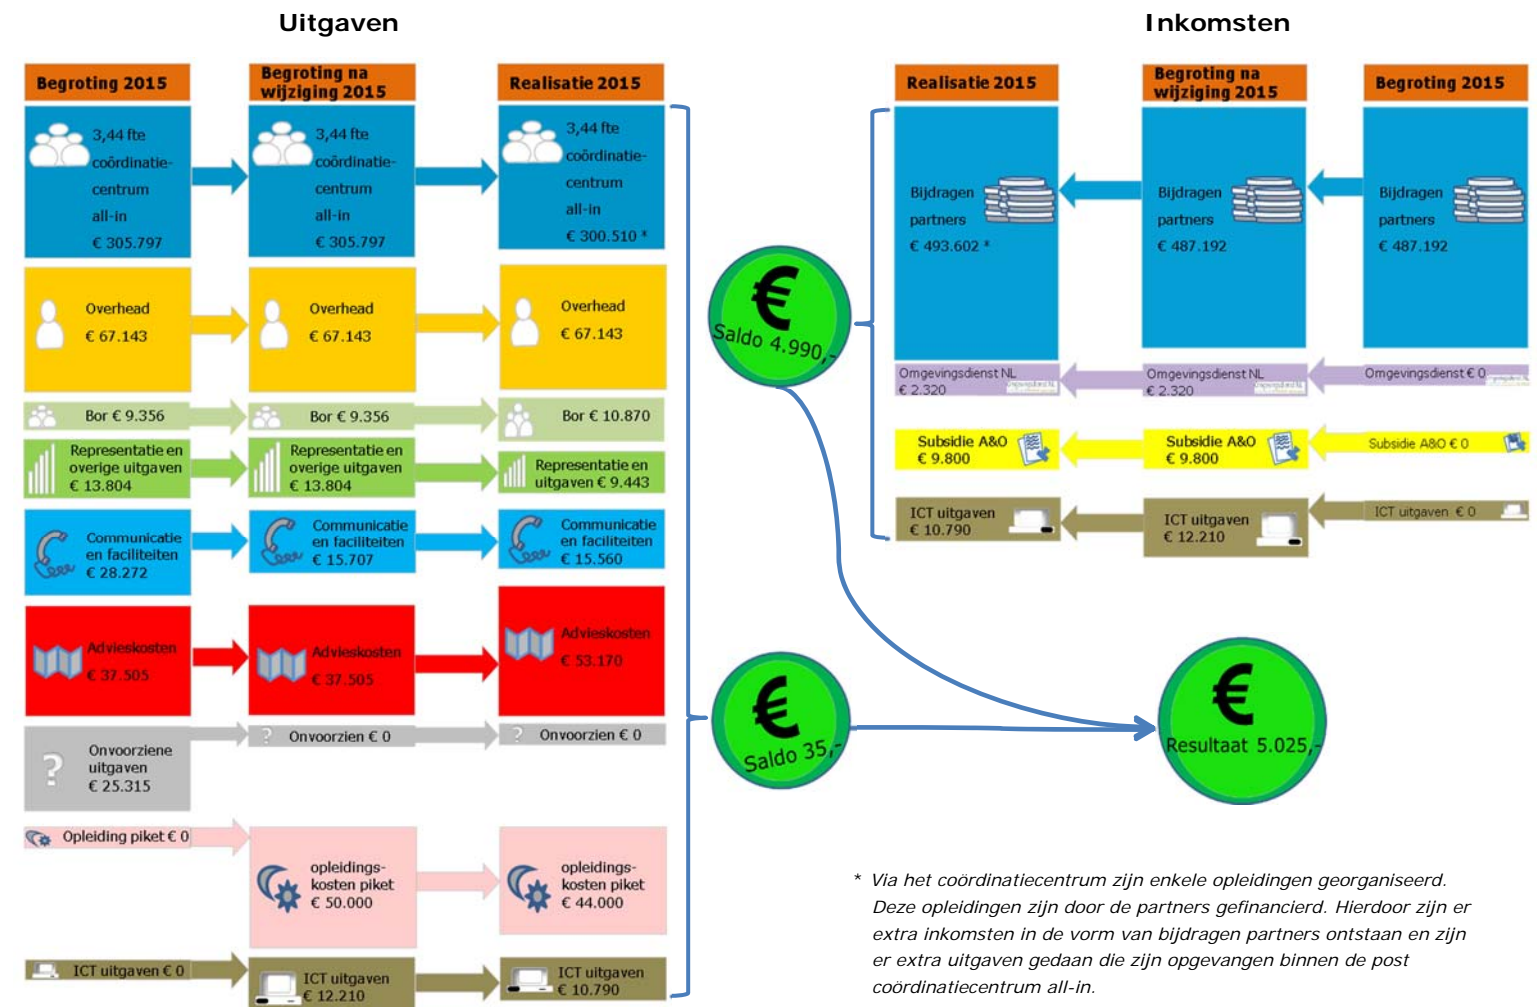 Uitgaven
Begroting 2015
3,44 fte
coördinatie-
centrum
all-in
€ 305.797
Overhead
€ 67.143
Bor € 9.356
Representatie en
overige uitgaven
€ 13.804
Communicatie
en faciliteiten
€ 28.272
Advieskosten
€ 37.505
Onvoorziene
uitgaven
€ 25.315
Opleiding piket € 0
ICT uitgaven € 0
Begroting na
wijziging 2015
3,44 fte
coördinatie-
centrum
all-in
€ 305.797
Overhead
€ 67.143
Bor € 9.356
Representatie en
overige uitgaven
€ 13.804
Communicatie
en faciliteiten
€ 15.707
Advieskosten
€ 37.505
Onvoorzien € 0
opleidings-
kosten piket
€ 50.000
ICT uitgaven
€ 12.210
Realisatie 2015
3,44 fte
coördinatie-
centrum
all-in
€ 300.510 *
Overhead
€ 67.143
Bor € 10.870
Representatie en
uitgaven € 9.443
Communicatie
en faciliteiten
€ 15.560
Advieskosten
€ 53.170
Onvoorzien € 0
opleidings-
kosten piket
€ 44.000
ICT uitgaven
€ 10.790
€
Saldo 4.990,-
€
Saldo 35,-
Inkomsten
Realisatie 2015
Bijdragen
partners
€ 493.602 *
Omgevingsdienst NL
€ 2.320
Subsidie A&O
€ 9.800
ICT uitgaven
€ 10.790
Begroting na
wijziging 2015
Bijdragen
partners
€ 487.192
Omgevingsdienst NL
€ 2.320
Subsidie A&O
€ 9.800
ICT uitgaven
€ 12.210
Begroting 2015
Bijdragen
partners
€ 487.192
Omgevingsdienst € 0
Subsidie A&O € 0
ICT uitgaven € 0
€
Resultaat 5.025,-
* Via het coördinatiecentrum zijn enkele opleidingen georganiseerd.
Deze opleidingen zijn door de partners gefinancierd. Hierdoor zijn er
extra inkomsten in de vorm van bijdragen partners ontstaan en zijn
er extra uitgaven gedaan die zijn opgevangen binnen de post
coördinatiecentrum all-in.